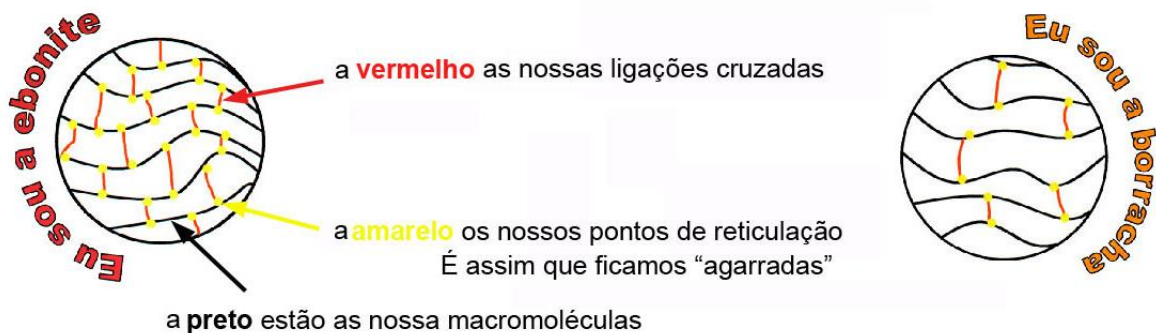 Eu sou a ebonite
a vermelho as nossas ligações cruzadas
a amarelo os nossos pontos de reticulação
É assim que ficamos “agarradas”
a preto estão as nossa macromoléculas
Eu sou a borracha